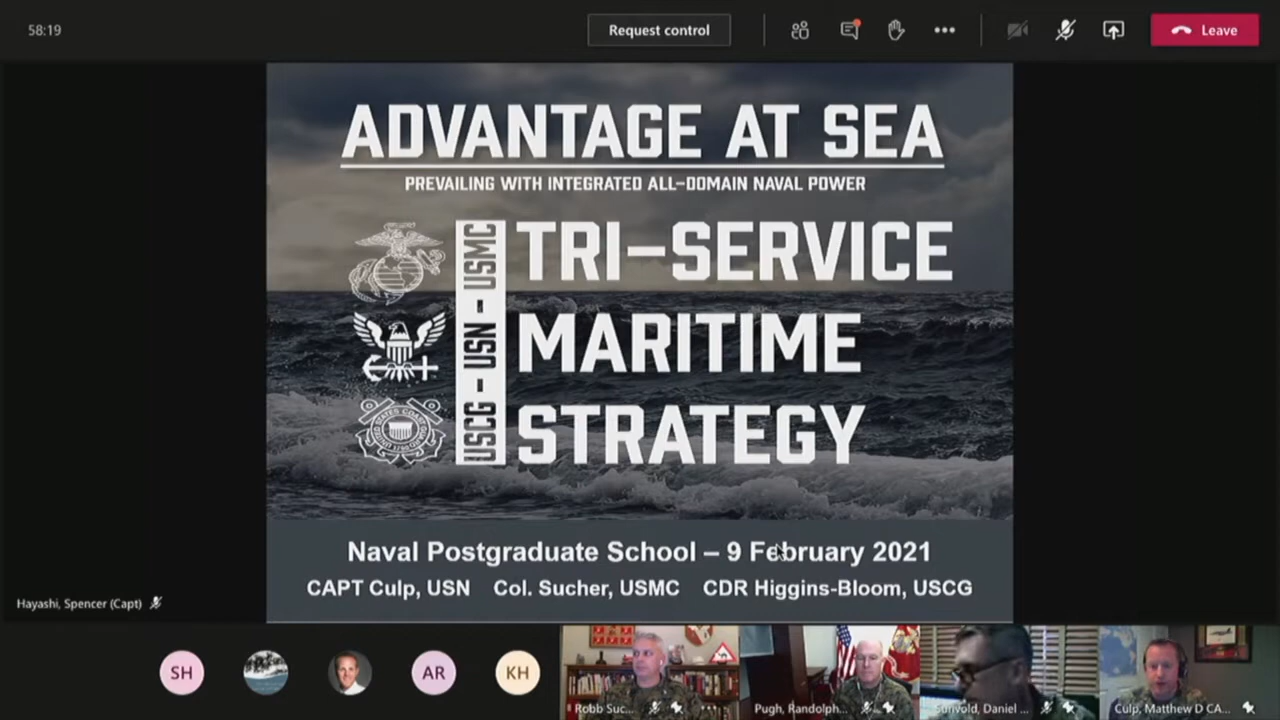 58:19
Request control
Leave
ADVANTAGE AT SEA
PREVAILING WITH INTEGRATED ALL-DOMAIN NAVAL POWER
USCG - USN - USMC
TRI-SERVICE
MARITIME
STRATEGY
Naval Postgraduate School – 9 February 2021
CAPT Culp, USN Col. Sucher, USMC CDR Higgins-Bloom, USCG
Hayashi, Spencer (Capt)
SH
AR
KH
Robb Suc...
Pugh, Randolph...
Daniel ...
Culp, Matthew D CA...